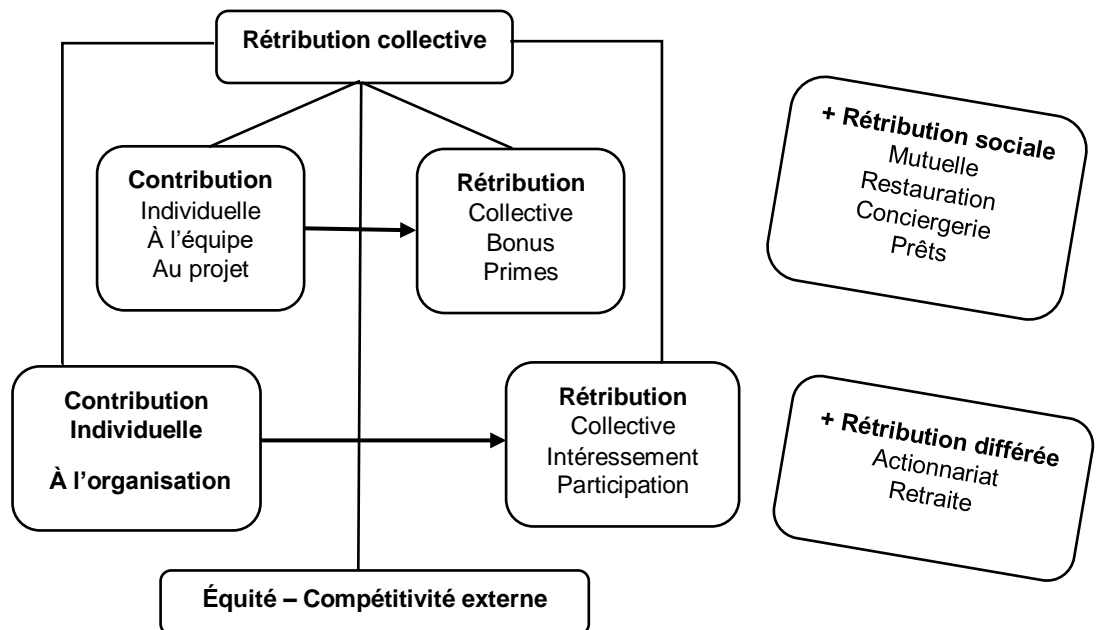 Rétribution collective
Contribution
Individuelle
À l'équipe
Au projet
Rétribution
Collective
Bonus
Primes
+ Rétribution sociale
Mutuelle
Restauration
Conciergerie
Prêts
Contribution
Individuelle
À l'organisation
Rétribution
Collective
Intéressement
Participation
+ Rétribution différée
Actionnariat
Retraite
Équité – Compétitivité externe